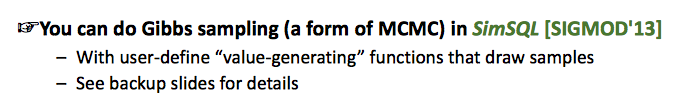 ☞You can do Gibbs sampling (a form of MCMC) in SimSQL [SIGMOD'13]
– With user-define “value-generating” functions that draw samples
– See backup slides for details